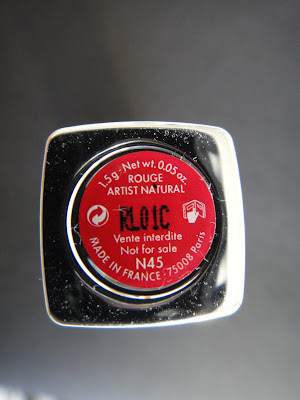 1.5 g - Net wt. 0.05 oz.
ROUGE
ARTIST NATURAL
RL01C
Vente interdite
Not for sale
N45
MADE IN FRANCE - 75008 Paris